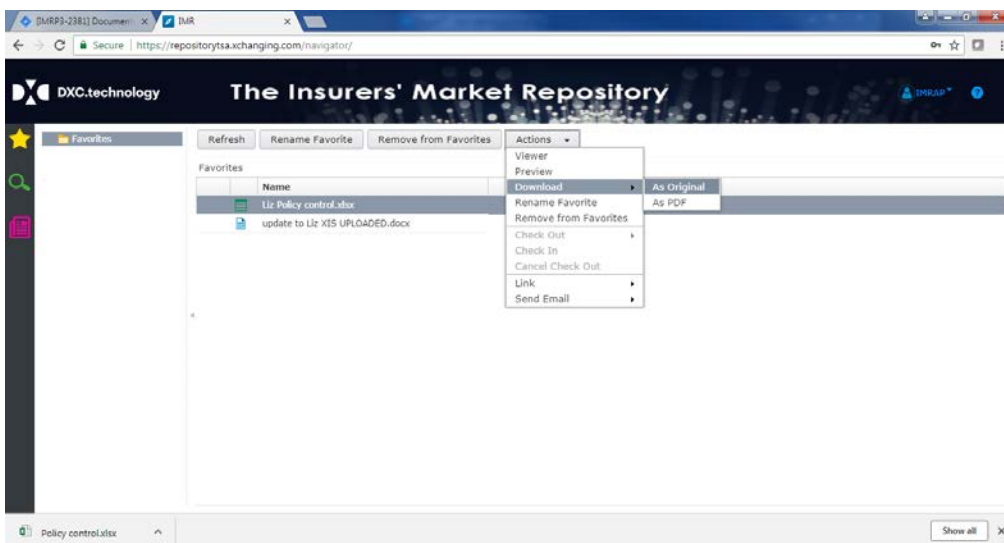 [IMRP3-2381] Document
IMR
Secure | https://repositorytsa.xchanging.com/navigator/
DXC.technology
The Insurers' Market Repository
IMRAP
?
Favorites
Refresh
Rename Favorite
Remove from Favorites
Actions
Favorites
Name
Liz Policy control.xlsx
update to Liz XIS UPLOADED.docx
Viewer
Preview
Download
As Original
As PDF
Rename Favorite
Remove from Favorites
Check Out
Check In
Cancel Check Out
Link
Send Email
Policy control.xlsx
Show all